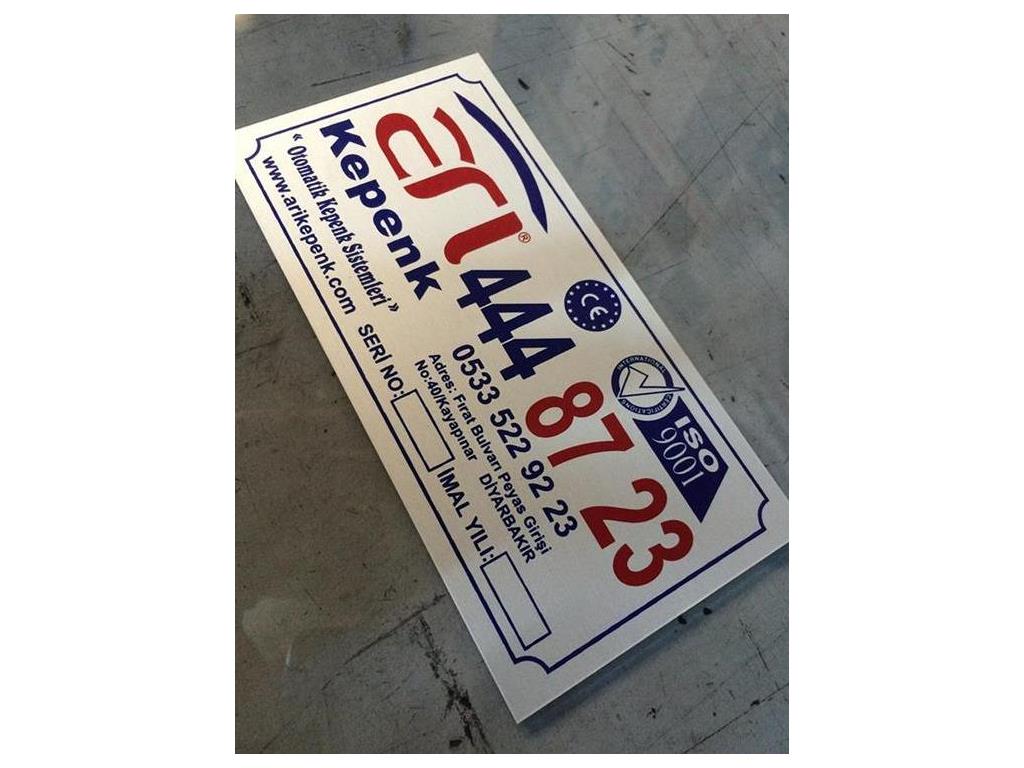 arı®
Kepenk
« Otomatik Kepenk Sistemleri »
www.arikepenk.com
444 87 23
0533 522 92 23
Adres: Fırat Bulvarı Peyas Girişi
No:40/Kayapınar DİYARBAKIR
SERİ NO:
İMAL YILI:
CE
INTERNATIONAL
CERTIFICATIONS
ISO
9001